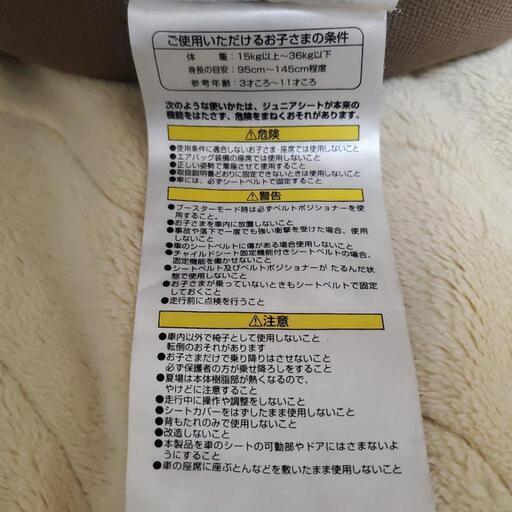 ご使用いただけるお子さまの条件
体　重：15kg以上～36kg以下
身長の目安：95cm～145cm程度
参考年齢：3才ごろ～11才ごろ
次のような使いかたは、ジュニアシートが本来の
機能をはたさず、危険をまねくおそれがあります。
⚠危険
●使用条件に適合しないお子さま・座席では使用しないこと
●エアバッグ装備の座席では使用しないこと
●正しい姿勢で着座させて使用すること
●取扱説明書どおりに固定できないときは使用しないこと
●車には、必ずシートベルトで固定すること
⚠警告
●ブースターモード時は必ずベルトポジショナーを使
用すること。
●お子さまを車内に放置しないこと
●事故や落下で一度でも強い衝撃を受けた場合、使用
しないこと
●車のシートベルトに傷がある場合使用しないこと
●チャイルドシート固定機能付きシートベルトの場合、
固定機能を働かせないこと
●シートベルト及びベルトポジショナーが たるんだ状
態で使用しないこと
●お子さまが乗っていないときもシートベルトで固定
しておくこと
●走行前に点検を行うこと
⚠注意
●車内以外で椅子として使用しないこと
転倒のおそれがあります
●お子さまだけで乗り降りはさせないこと
必ず保護者の方が乗せ降ろしをすること
●夏場は本体樹脂部が熱くなるので、
やけどに注意すること
●走行中に操作や調整をしないこと
●シートカバーをはずしたまま使用しないこと
●背もたれのみで使用しないこと
●改造しないこと
●本製品を車のシートの可動部やドアにはさまないよ
うにすること
●車の座席に座ぶとんなどを敷いたまま使用しないこと